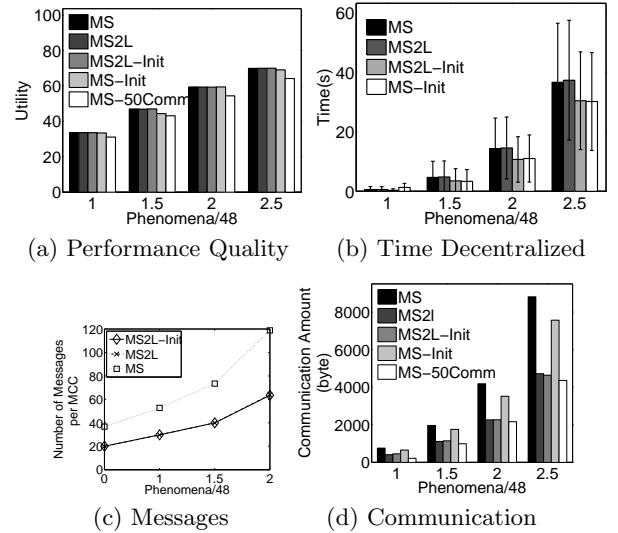 MS
MS2L
MS2L-Init
MS-Init
MS-50Comm
100
80
60
40
20
0
Utility
1 1.5 2 2.5
Phenomena/48
(a) Performance Quality
MS
MS2L
MS2L-Init
MS-Init
60
40
20
0
Time(s)
1 1.5 2 2.5
Phenomena/48
(b) Time Decentralized
MS2L-Init
MS2L
MS
120
100
80
60
40
20
0
Number of Messages
per MCC
0 1 1.5 2
Phenomena/48
(c) Messages
MS
MS2l
MS2L-Init
MS-Init
MS-50Comm
8000
6000
4000
2000
0
Communication Amount
(byte)
1 1.5 2 2.5
Phenomena/48
(d) Communication